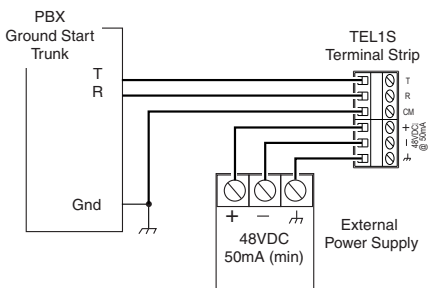 PBX
Ground Start
Trunk
T
R
Gnd
TEL1S
Terminal Strip
T
R
CM
+
–
48VDC
@ 50mA
+
–
48VDC
50mA (min)
External
Power Supply